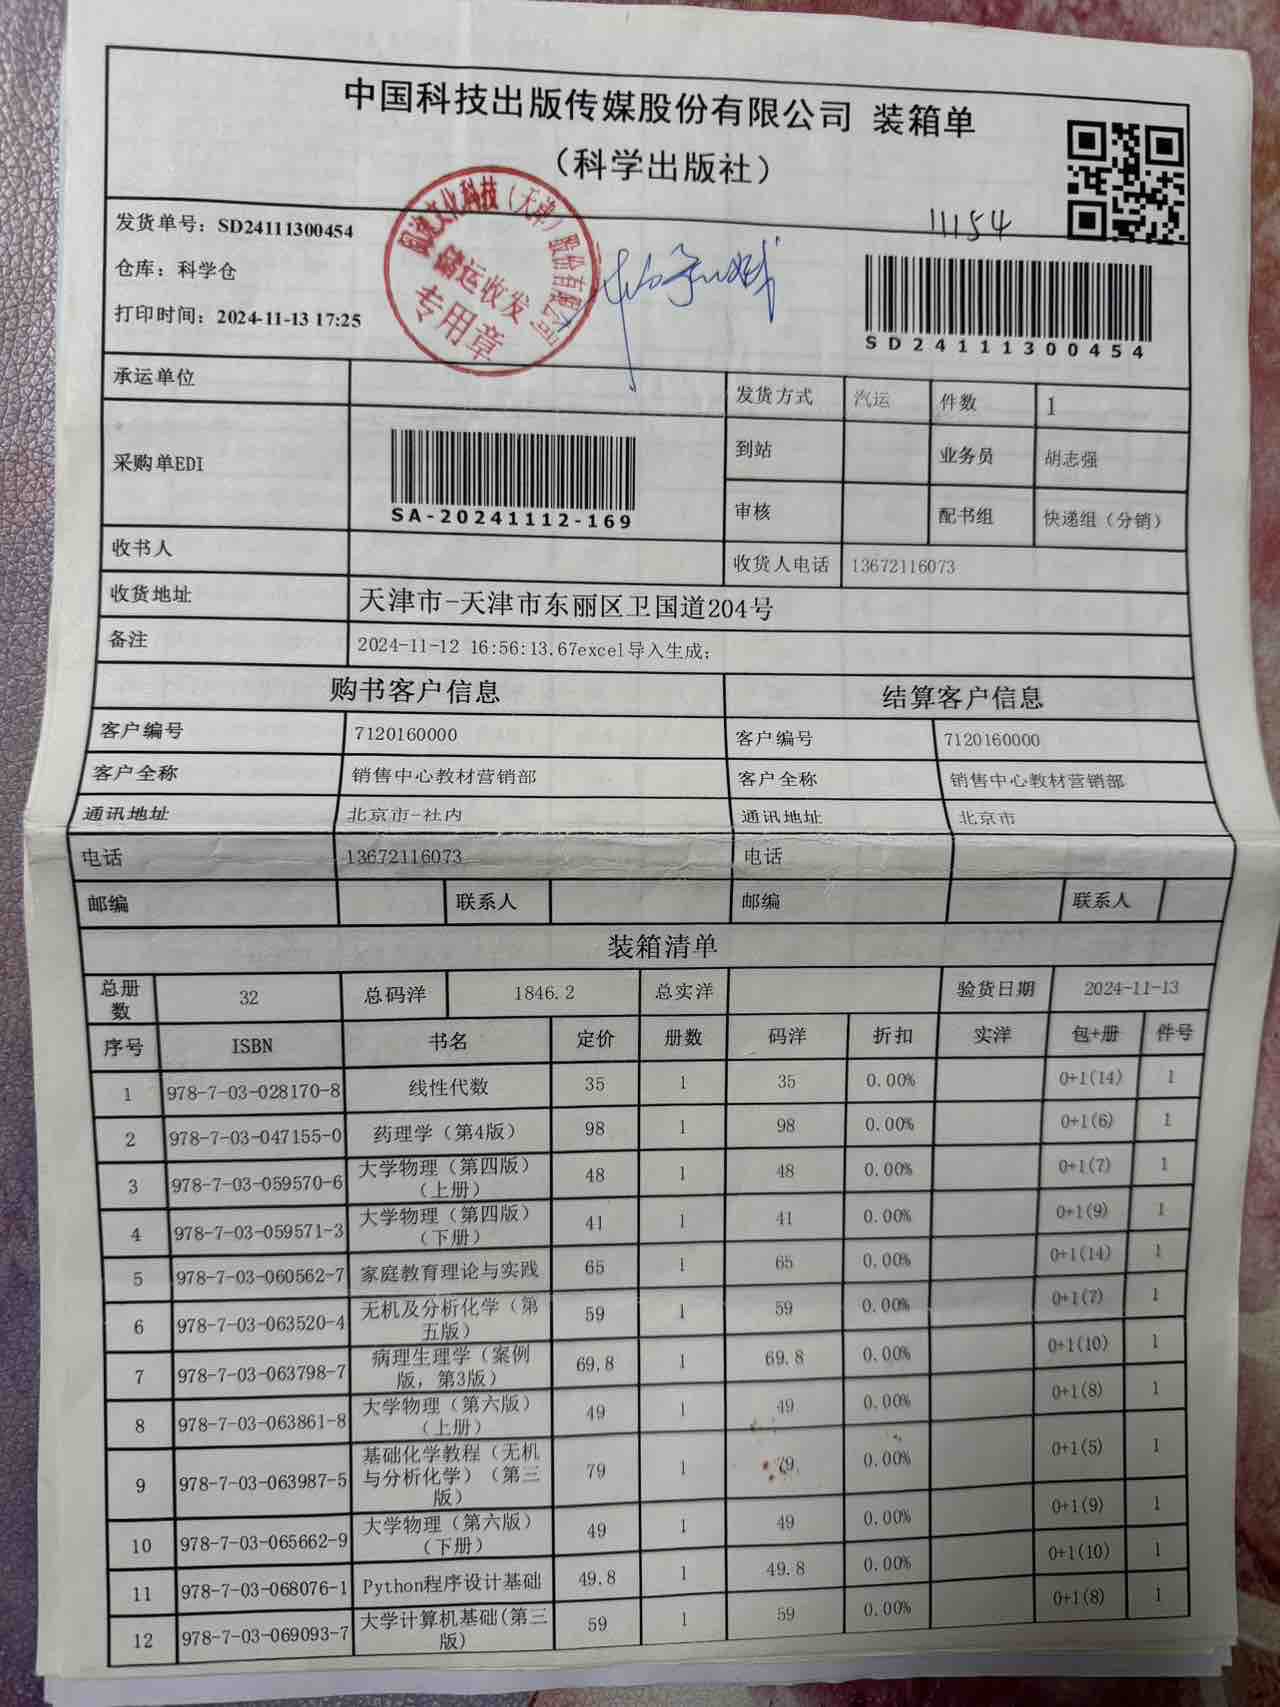 中国科技出版传媒股份有限公司 装箱单
（科学出版社）
11154
发货单号：SD24111300454
仓库：科学仓
打印时间：2024-11-13 17:25
文化科技（天津）股份有限公司
储运收发
专用章
SD24111300454
承运单位 发货方式 汽运 件数 1
采购单EDI 到站 业务员 胡志强
SA-20241112-169
审核 配书组 快递组（分销）
收书人 收货人电话 13672116073
收货地址 天津市-天津市东丽区卫国道204号
备注 2024-11-12 16:56:13.67excel导入生成；
购书客户信息 结算客户信息
客户编号 7120160000 客户编号 7120160000
客户全称 销售中心教材营销部 客户全称 销售中心教材营销部
通讯地址 北京市-社内 通讯地址 北京市
电话 13672116073 电话
邮编 联系人 邮编 联系人
装箱清单
总册数 32 总码洋 1846.2 总实洋 验货日期 2024-11-13
序号 ISBN 书名 定价 册数 码洋 折扣 实洋 包+册 件号
1 978-7-03-028170-8 线性代数 35 1 35 0.00% 0+1(14) 1
2 978-7-03-047155-0 药理学（第4版） 98 1 98 0.00% 0+1(6) 1
3 978-7-03-059570-6 大学物理（第四版）（上册） 48 1 48 0.00% 0+1(7) 1
4 978-7-03-059571-3 大学物理（第四版）（下册） 41 1 41 0.00% 0+1(9) 1
5 978-7-03-060562-7 家庭教育理论与实践 65 1 65 0.00% 0+1(14) 1
6 978-7-03-063520-4 无机及分析化学（第五版） 59 1 59 0.00% 0+1(7) 1
7 978-7-03-063798-7 病理生理学（案例版，第3版） 69.8 1 69.8 0.00% 0+1(10) 1
8 978-7-03-063861-8 大学物理（第六版）（上册） 49 1 49 0.00% 0+1(8) 1
9 978-7-03-063987-5 基础化学教程（无机与分析化学）（第三版） 79 1 79 0.00% 0+1(5) 1
10 978-7-03-065662-9 大学物理（第六版）（下册） 49 1 49 0.00% 0+1(9) 1
11 978-7-03-068076-1 Python程序设计基础 49.8 1 49.8 0.00% 0+1(10) 1
12 978-7-03-069093-7 大学计算机基础(第三版） 59 1 59 0.00% 0+1(8) 1